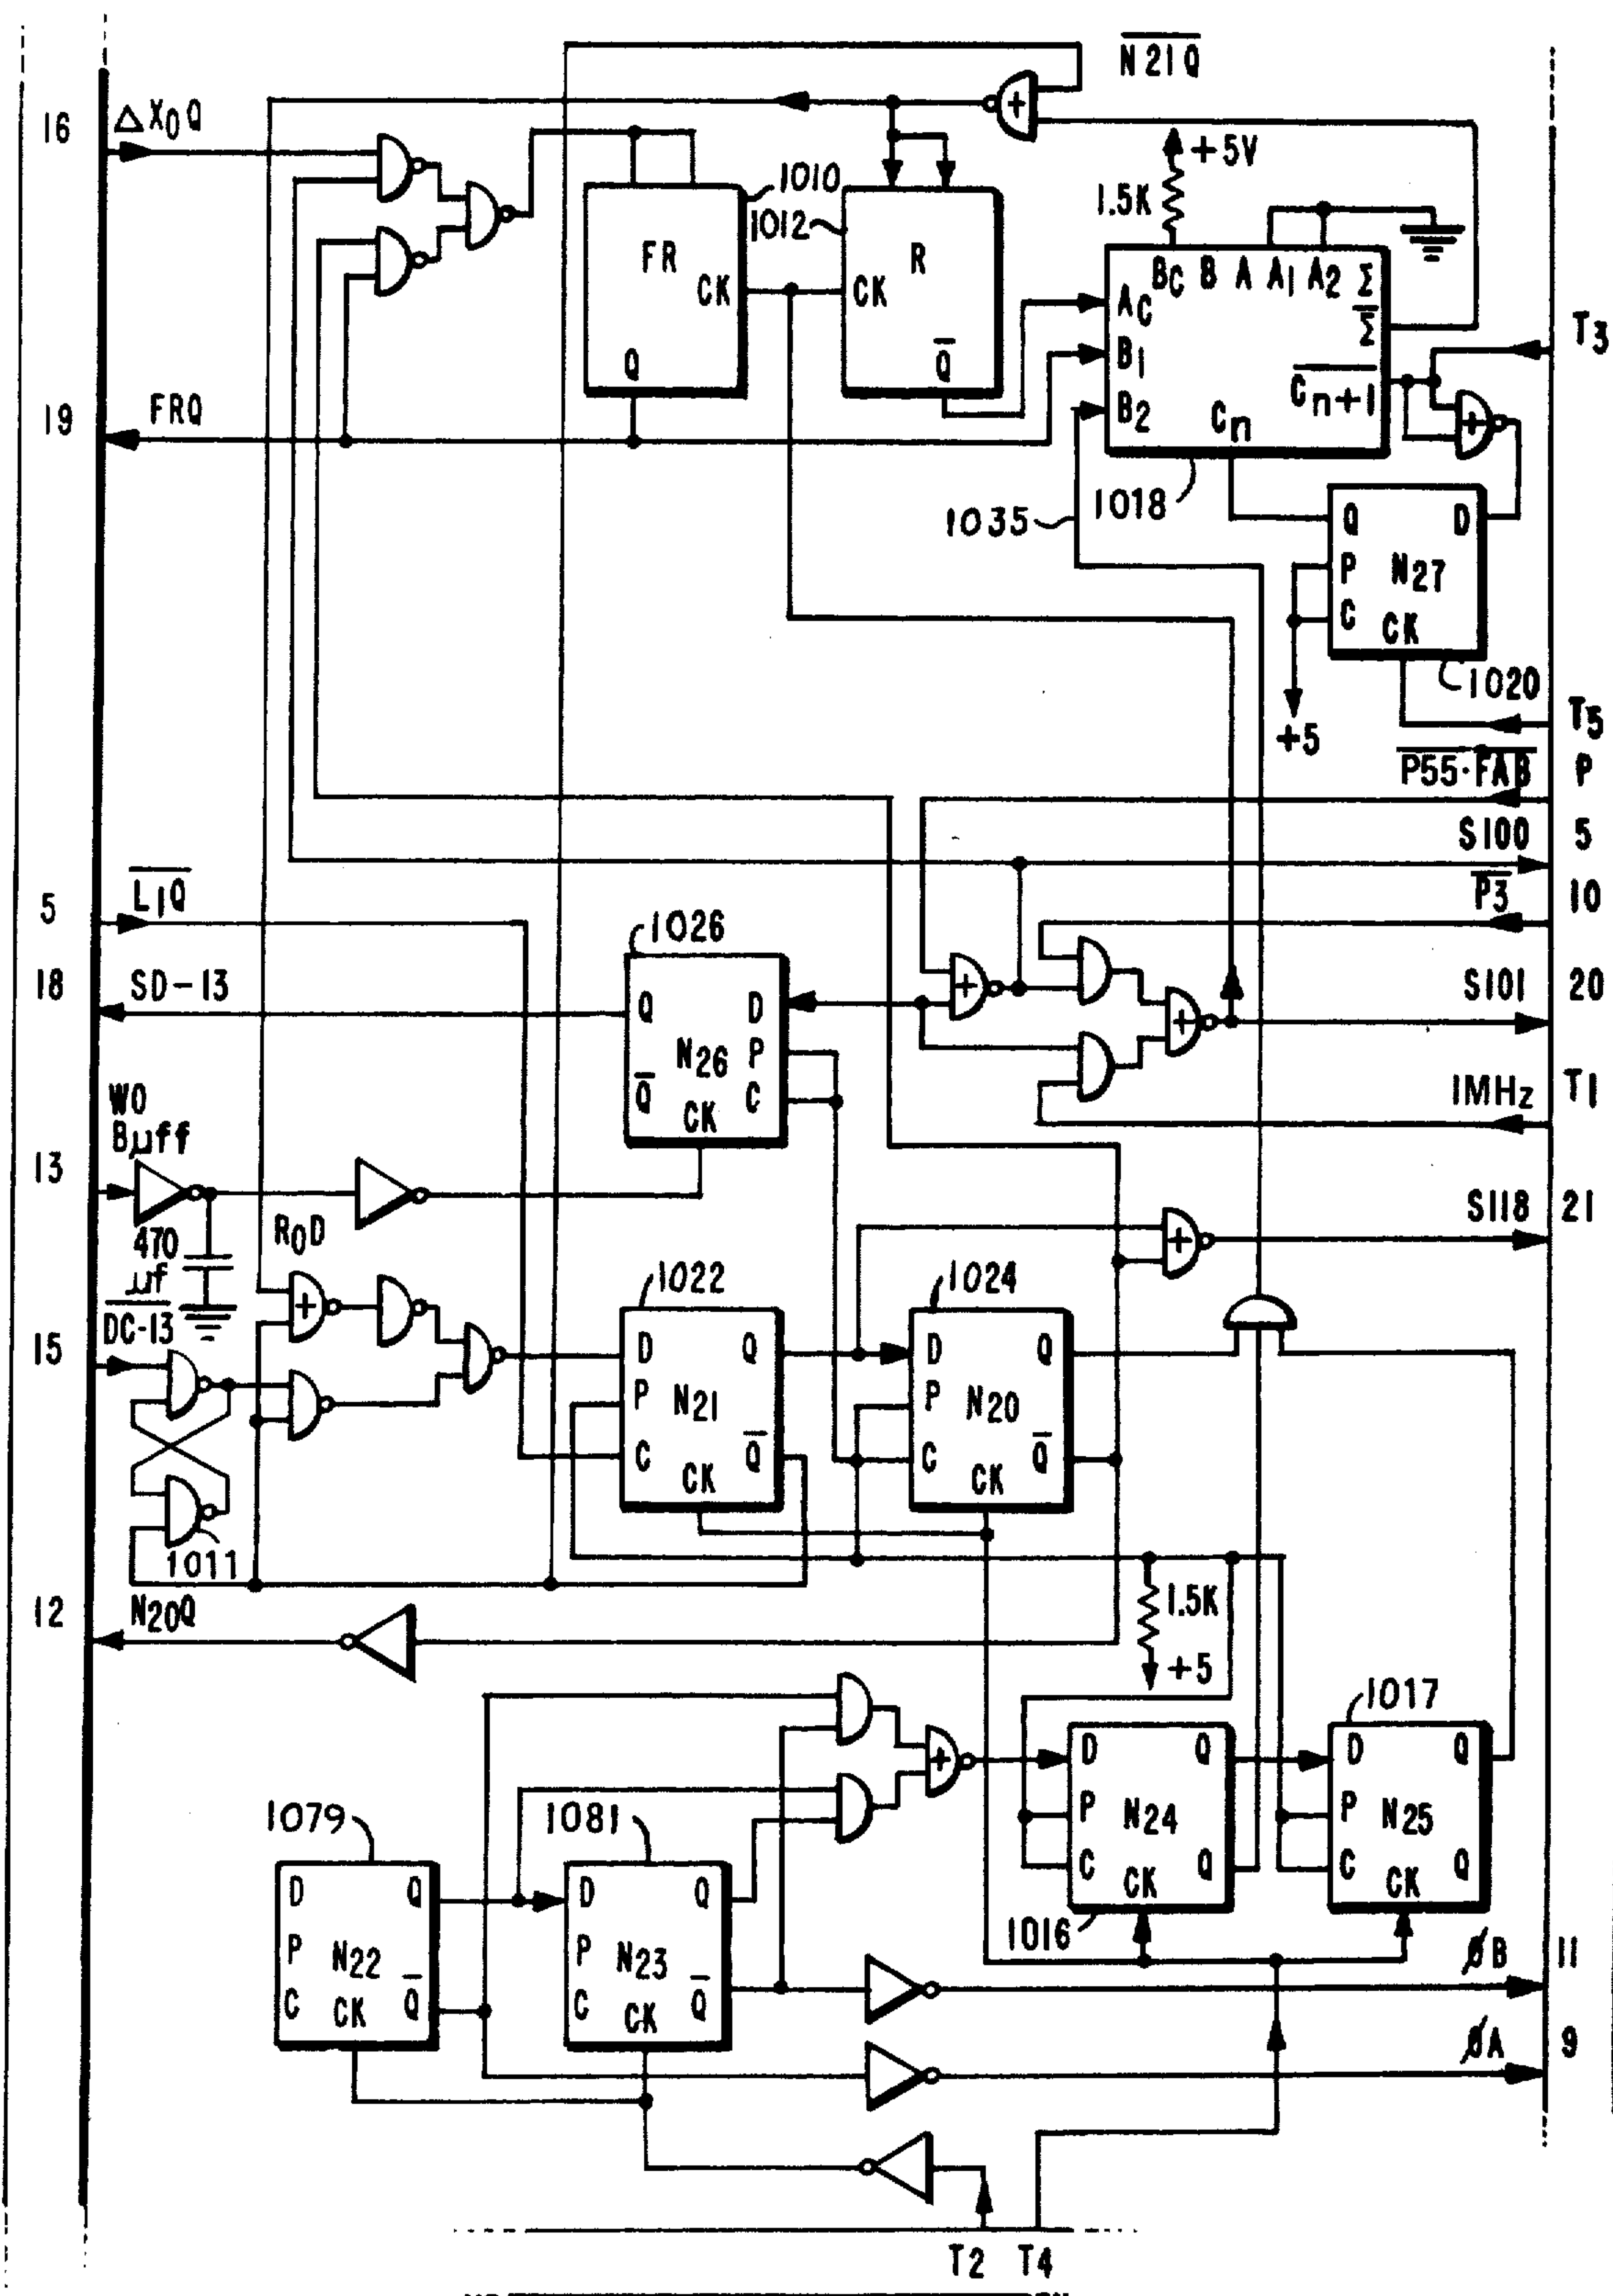 N21Q
16 ΔX0Q
+5V
1010
1.5K
1012
FR
R
BC B A A1 A2 Σ
CK
CK
AC
Σ
T3
B1
Q
Q
Cn+1
19 FRQ
B2
Cn
1035
1018
Q D
P N27
C CK
1020
T5
+5
P55·FAB P
S100 5
5 L1Q
P3 10
1026
18 SD-13
Q D
S101 20
N26 P
Q C
CK
1MHz T1
W0
Bμff
13
S118 21
470
μf
R0D
1022
1024
DC-13
15
D Q
D Q
P N21
P N20
C CK Q
C CK Q
1011
12 N20Q
1.5K
+5
1017
D Q
D Q
1079
1081
P N24
P N25
C CK Q
C CK Q
D Q
D Q
1016
P N22
P N23
C CK Q
C CK Q
ØB 11
ØA 9
T2 T4